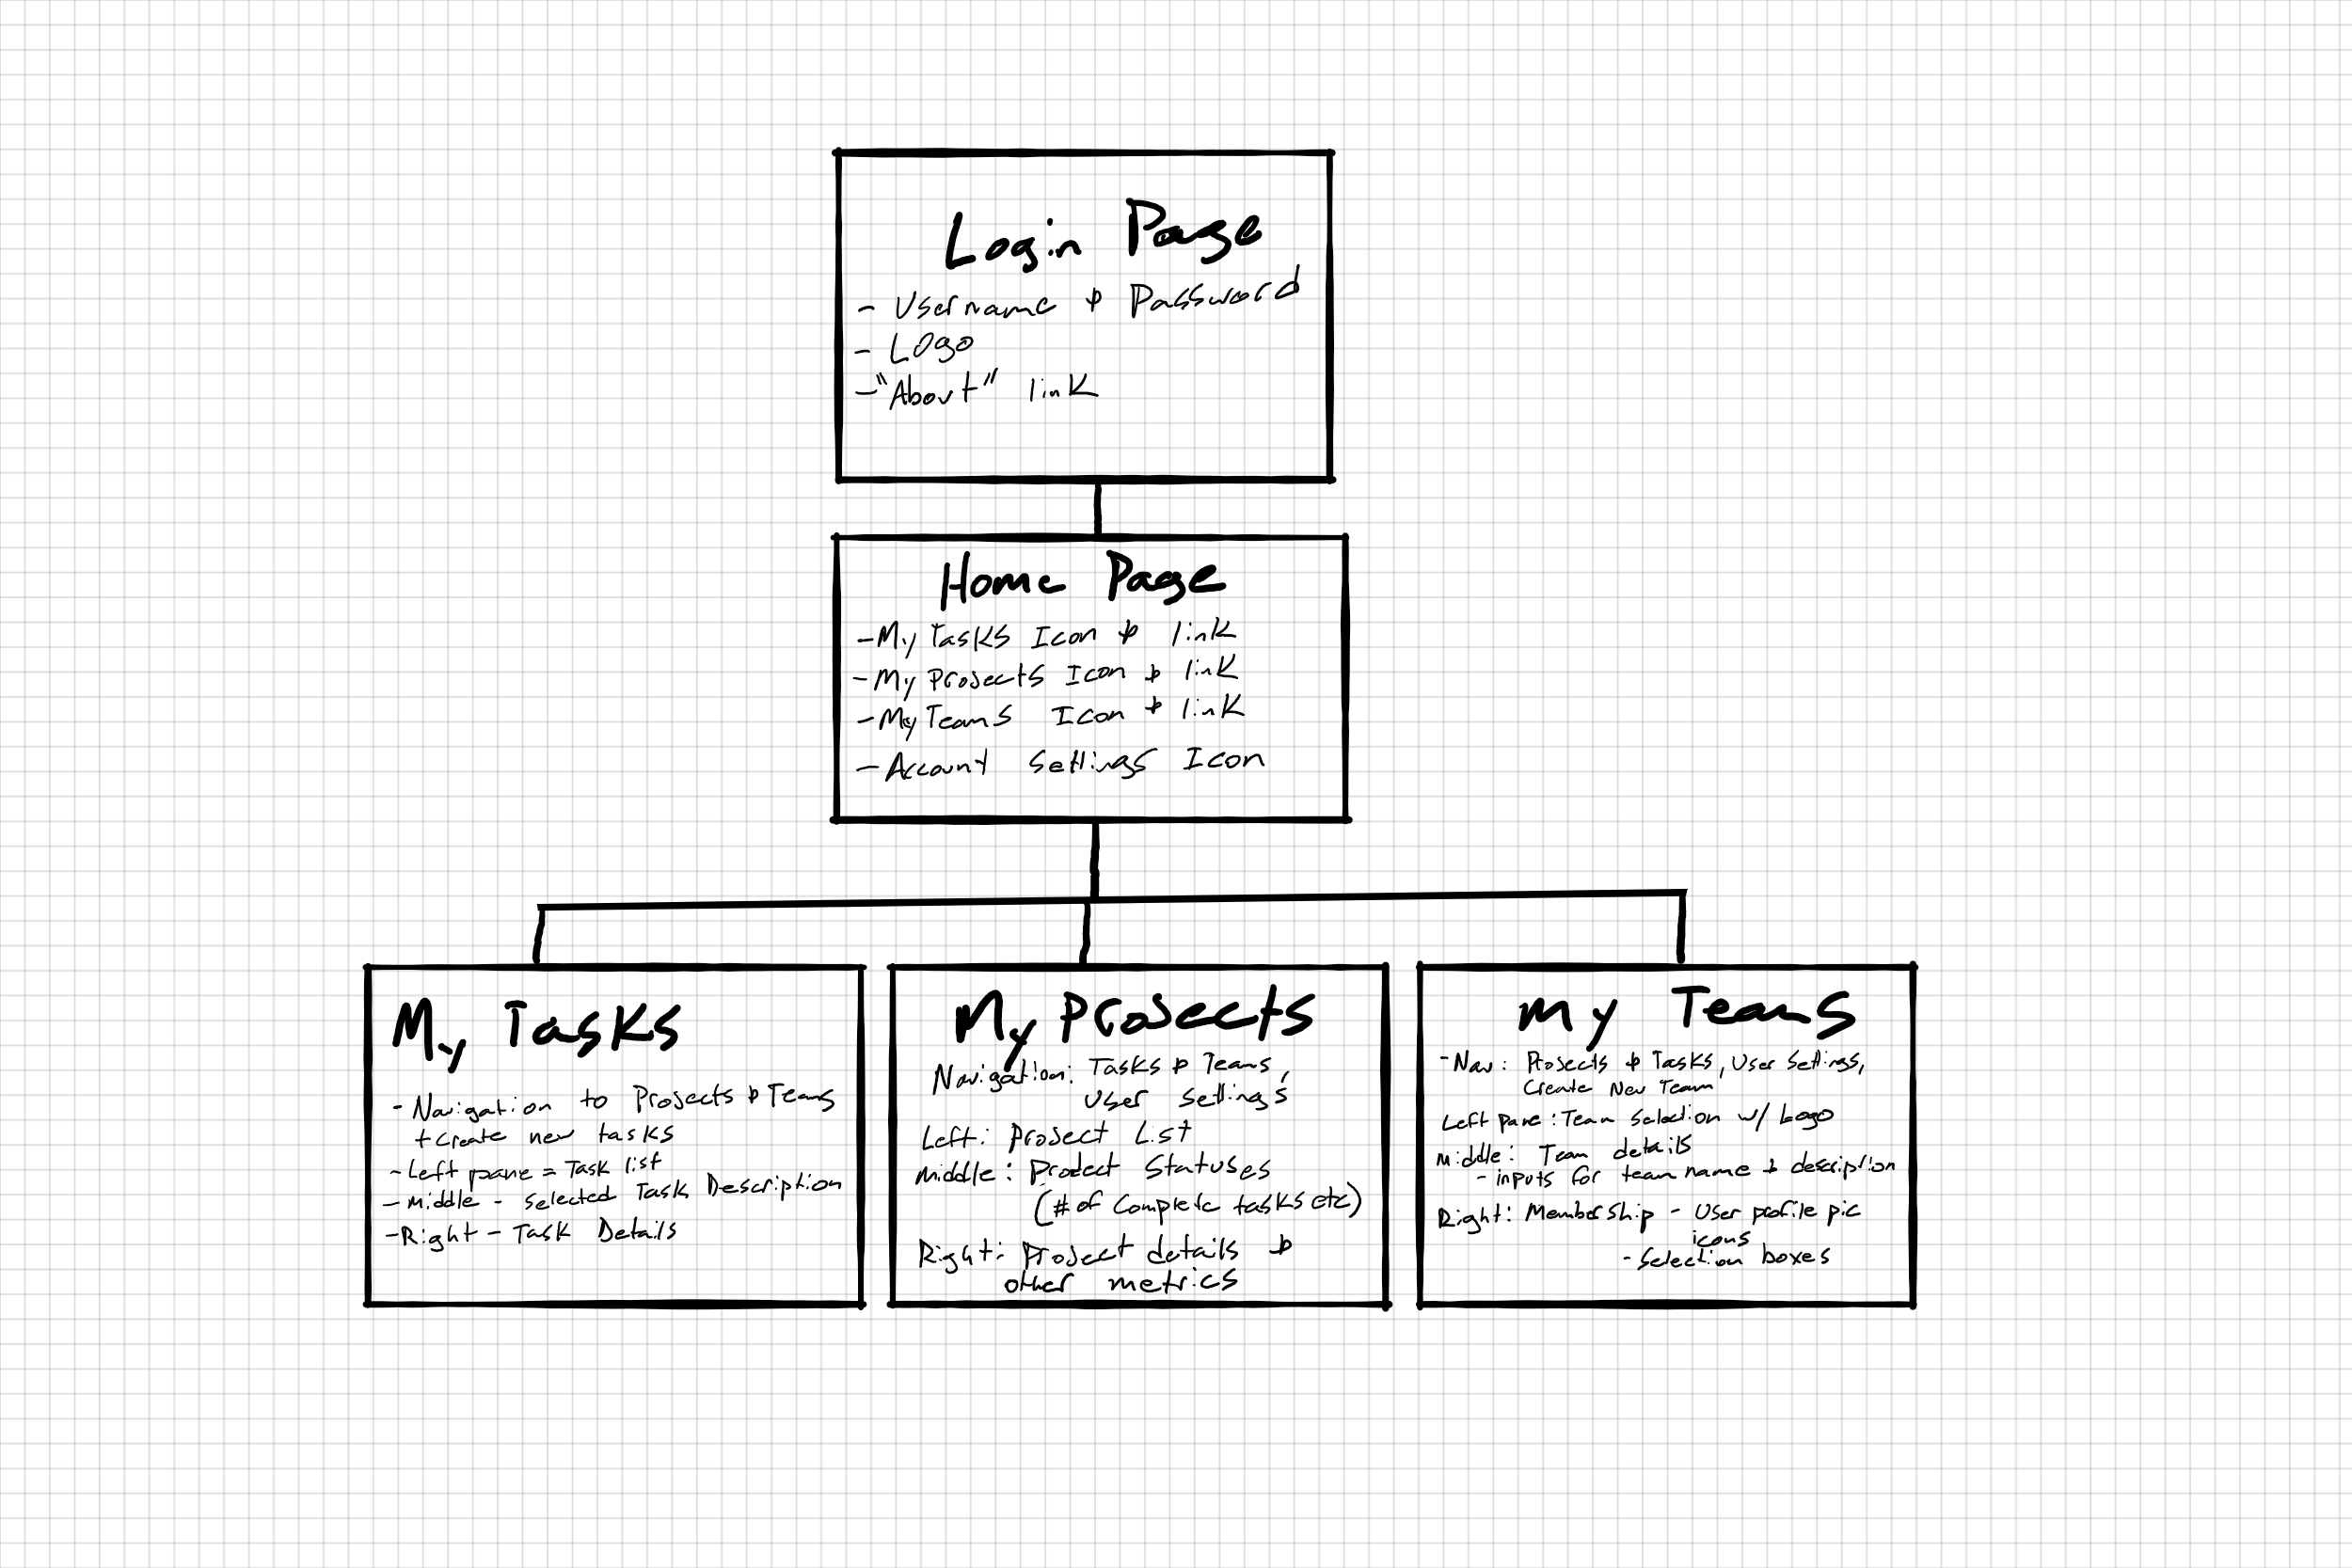 Login Page
- Username & Password
- Logo
- "About" link
Home Page
- My Tasks Icon & link
- My Projects Icon & link
- My Teams Icon & link
- Account Settings Icon
My Tasks
- Navigation to Projects & Teams
+ create new tasks
- Left pane = Task list
- Middle - Selected Task Description
- Right - Task Details
My Projects
Navigation: Tasks & Teams,
User Settings
Left: Project List
Middle: Product Statuses
(# of Complete tasks etc)
Right: Project details &
other metrics
My Teams
- Nav: Projects & Tasks, User Settings,
Create New Team
Left pane: Team Selection w/ Logo
Middle: Team details
- inputs for team name & description
Right: Membership - User profile pic
icons
- Selection boxes